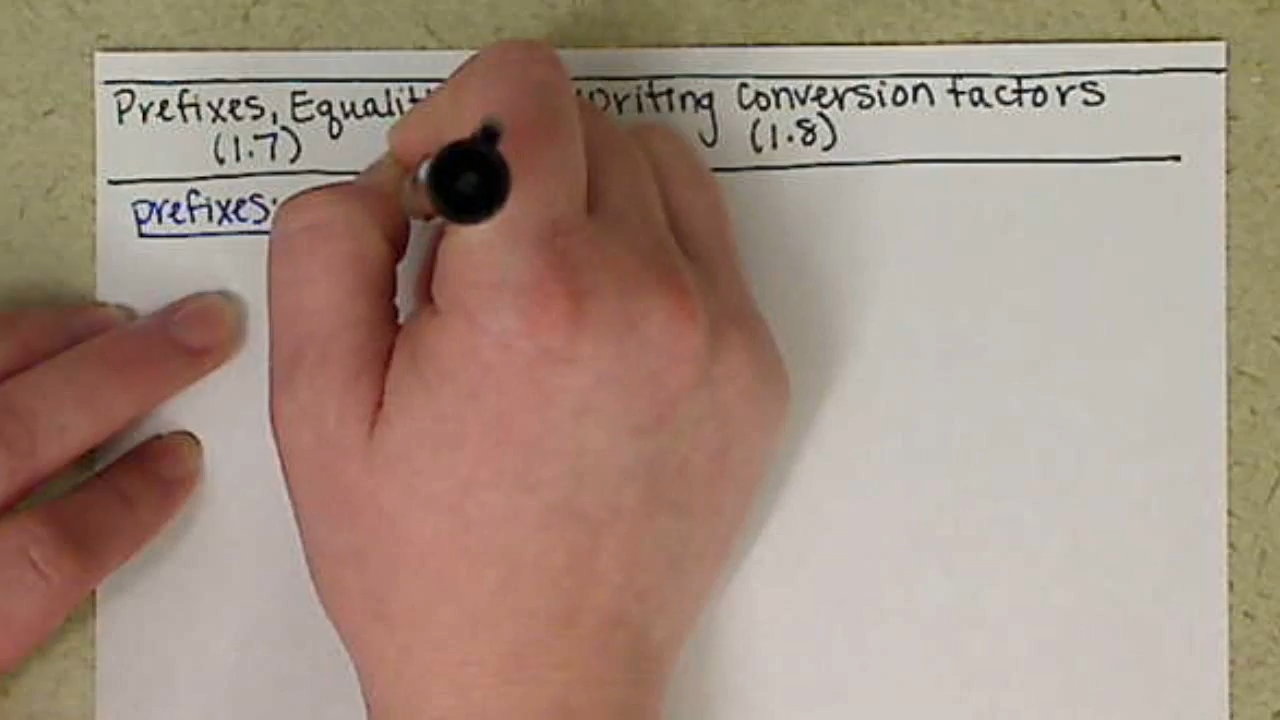 Prefixes, writing conversion factors
(1.7) (1.8)
prefixes: